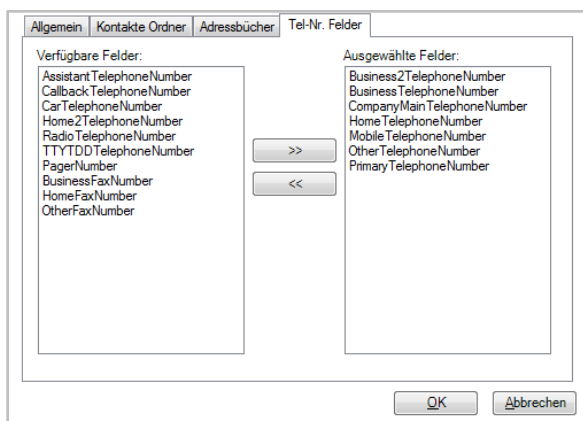 Allgemein Kontakte Ordner Adressbücher Tel-Nr. Felder
Verfügbare Felder:
AssistantTelephoneNumber
CallbackTelephoneNumber
CarTelephoneNumber
Home2TelephoneNumber
RadioTelephoneNumber
TTYTDDTelephoneNumber
PagerNumber
BusinessFaxNumber
HomeFaxNumber
OtherFaxNumber
>>
<<
Ausgewählte Felder:
Business2TelephoneNumber
BusinessTelephoneNumber
CompanyMainTelephoneNumber
HomeTelephoneNumber
MobileTelephoneNumber
OtherTelephoneNumber
PrimaryTelephoneNumber
OK Abbrechen